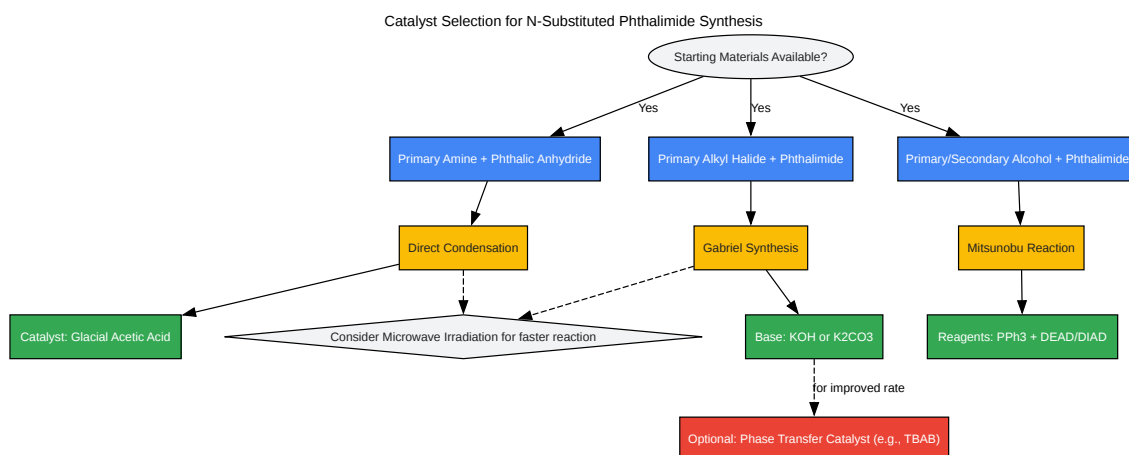 Catalyst Selection for N-Substituted Phthalimide Synthesis
Starting Materials Available?
Yes
Yes
Yes
Primary Amine + Phthalic Anhydride
Primary Alkyl Halide + Phthalimide
Primary/Secondary Alcohol + Phthalimide
Direct Condensation
Gabriel Synthesis
Mitsunobu Reaction
Catalyst: Glacial Acetic Acid
Consider Microwave Irradiation for faster reaction
Base: KOH or K2CO3
Reagents: PPh3 + DEAD/DIAD
for improved rate
Optional: Phase Transfer Catalyst (e.g., TBAB)